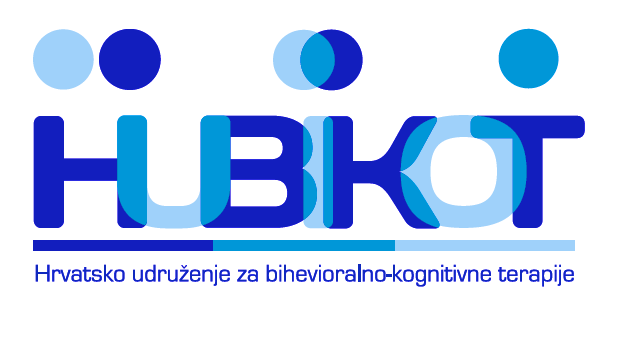 HUBIKOT
Hrvatsko udruženje za bihevioralno-kognitivne terapije